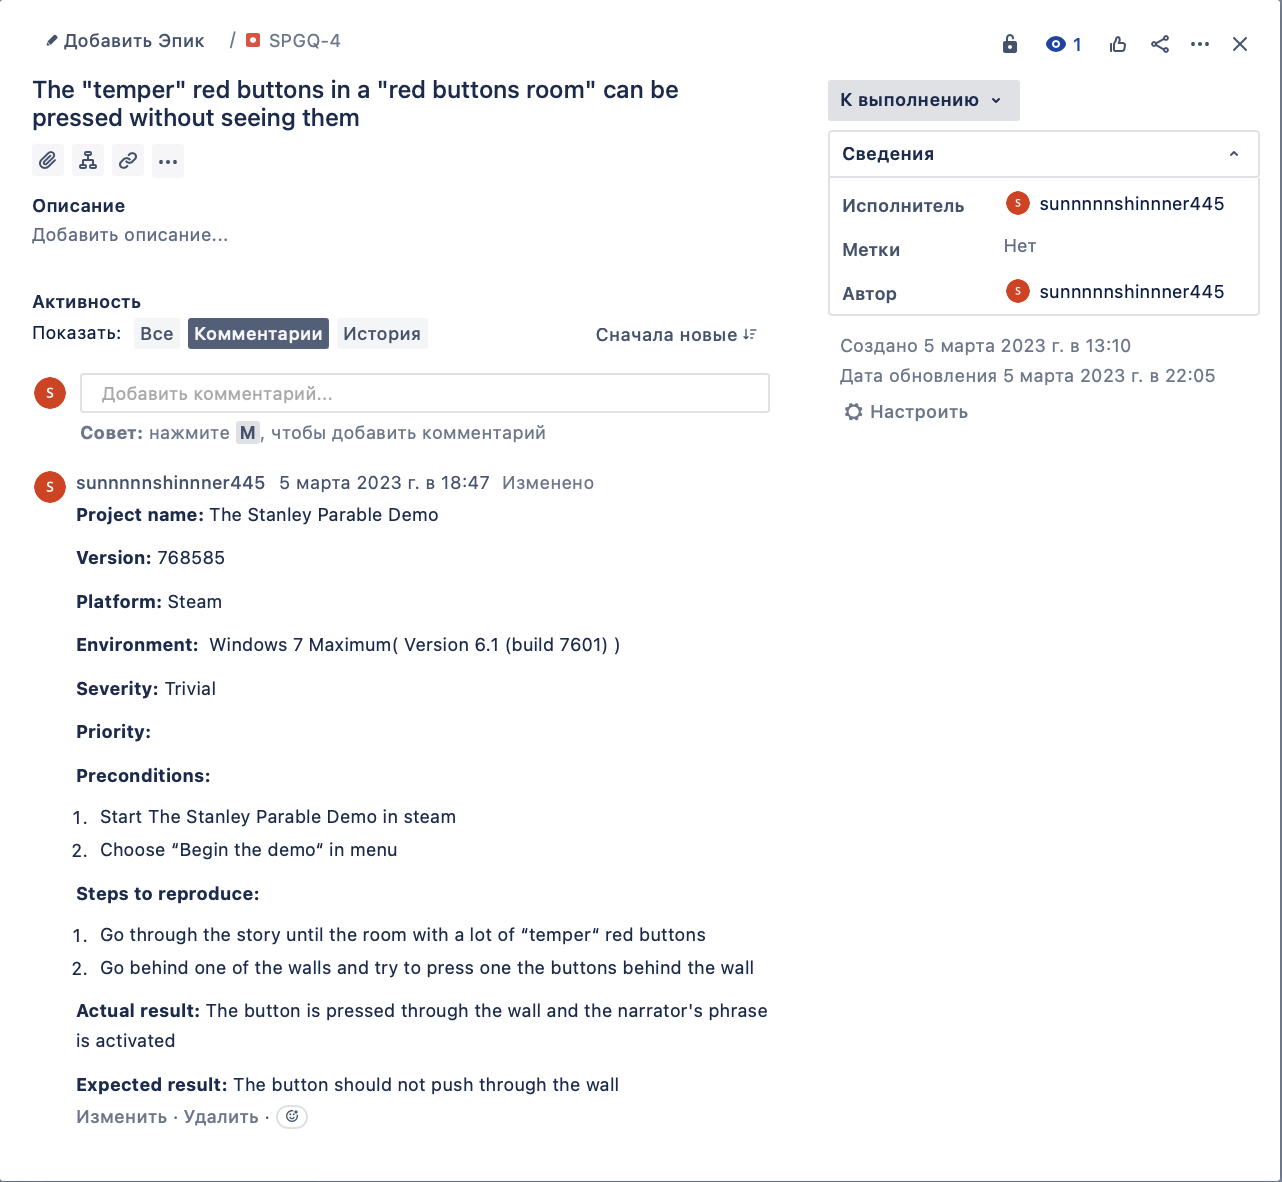 Добавить Эпик / SPGQ-4
1
The "temper" red buttons in a "red buttons room" can be
pressed without seeing them
Описание
Добавить описание...
Активность
Показать: Все Комментарии История Сначала новые
S Добавить комментарий...
Совет: нажмите M, чтобы добавить комментарий
S sunnnnnshinnner445 5 марта 2023 г. в 18:47 Изменено
Project name: The Stanley Parable Demo
Version: 768585
Platform: Steam
Environment: Windows 7 Maximum( Version 6.1 (build 7601) )
Severity: Trivial
Priority:
Preconditions:
1. Start The Stanley Parable Demo in steam
2. Choose “Begin the demo“ in menu
Steps to reproduce:
1. Go through the story until the room with a lot of “temper“ red buttons
2. Go behind one of the walls and try to press one the buttons behind the wall
Actual result: The button is pressed through the wall and the narrator's phrase
is activated
Expected result: The button should not push through the wall
Изменить · Удалить ·
К выполнению
Сведения
Исполнитель S sunnnnnshinnner445
Метки Нет
Автор S sunnnnnshinnner445
Создано 5 марта 2023 г. в 13:10
Дата обновления 5 марта 2023 г. в 22:05
Настроить